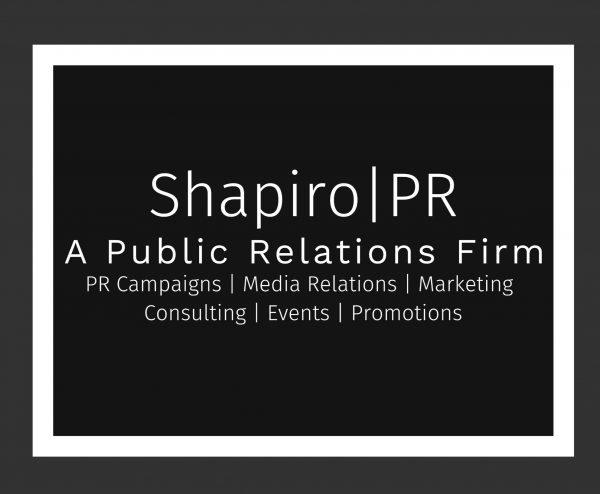 Shapiro|PR
A Public Relations Firm
PR Campaigns | Media Relations | Marketing
Consulting | Events | Promotions